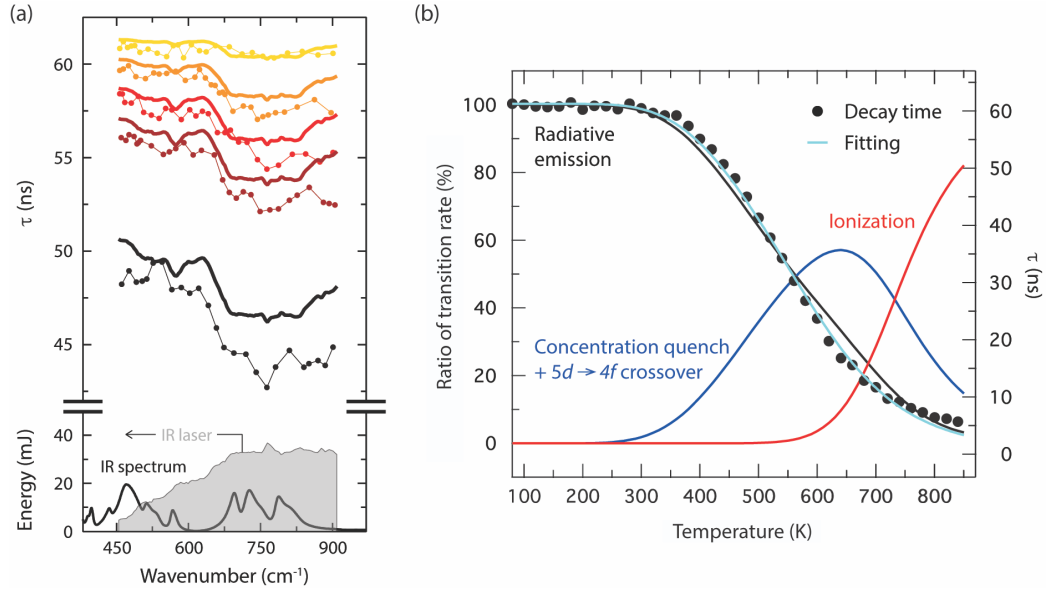 (a)
60
55
50
45
τ (ns)
40
20
0
Energy (mJ)
IR laser
IR spectrum
450
600
750
900
Wavenumber (cm⁻¹)
(b)
100
80
60
40
20
0
Ratio of transition rate (%)
Radiative
emission
Decay time
Fitting
Ionization
Concentration quench
+ 5d → 4f crossover
60
50
40
30
20
10
0
τ (ns)
100
200
300
400
500
600
700
800
Temperature (K)